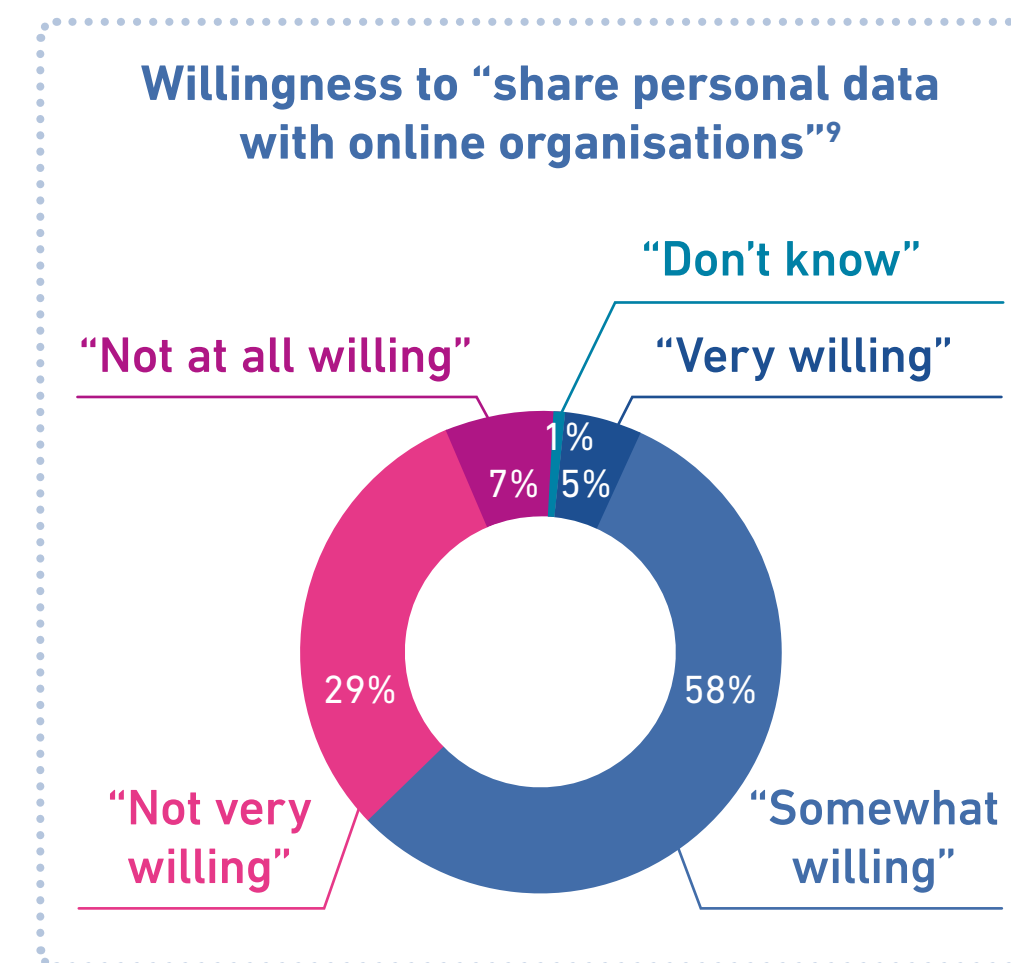 Willingness to “share personal data
with online organisations”⁹
“Don’t know”
“Not at all willing”
“Very willing”
1%
7%
5%
29%
58%
“Not very
willing”
“Somewhat
willing”